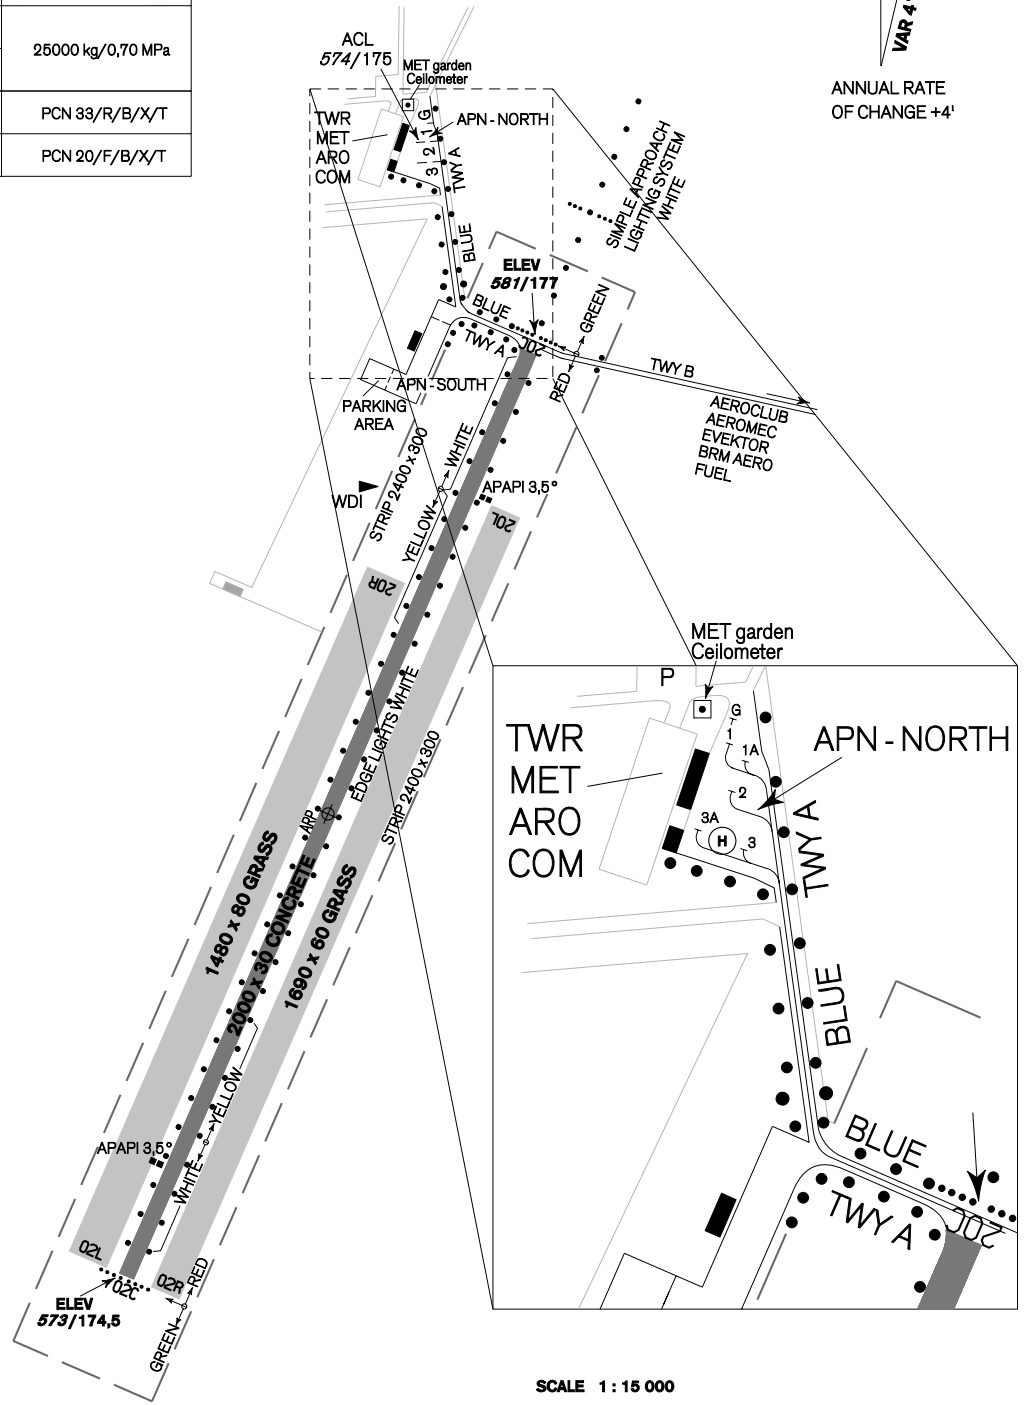 25000 kg/0,70 MPa
PCN 33/R/B/X/T
PCN 20/F/B/X/T
VAR 4°
ANNUAL RATE
OF CHANGE +4'
ACL
574/175
MET garden
Ceilometer
TWR
MET
ARO
COM
G
1
2
3
APN - NORTH
TWY A
BLUE
SIMPLE APPROACH
LIGHTING SYSTEM
WHITE
ELEV
581/177
BLUE
GREEN
TWY A
20C
RED
TWY B
AEROCLUB
AEROMEC
EVEKTOR
BRM AERO
FUEL
APN - SOUTH
PARKING
AREA
WHITE
STRIP 2400 x 300
WDI
YELLOW
APAPI 3,5°
20L
20R
EDGE LIGHTS WHITE
STRIP 2400 x 300
ARP
1480 x 80 GRASS
2000 x 30 CONCRETE
1690 x 60 GRASS
YELLOW
APAPI 3,5°
WHITE
02L
02C
02R
RED
ELEV
573/174,5
GREEN
MET garden
Ceilometer
P
G
1
1A
2
3A
H
3
TWR
MET
ARO
COM
APN - NORTH
TWY A
BLUE
BLUE
TWY A
20C
SCALE 1 : 15 000